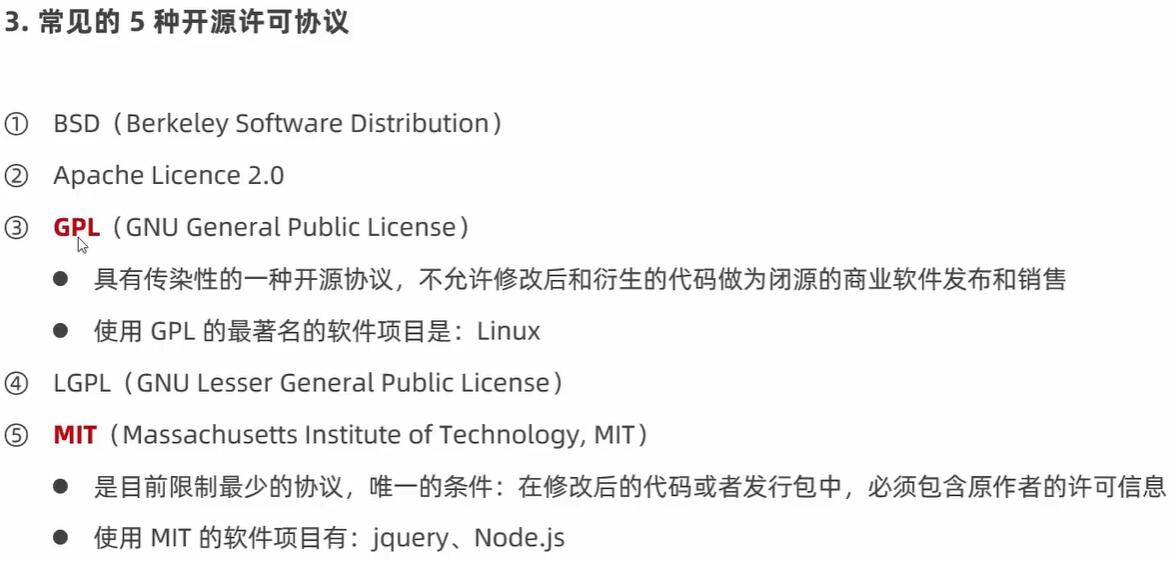 3. 常见的 5 种开源许可协议
① BSD（Berkeley Software Distribution）
② Apache Licence 2.0
③ GPL（GNU General Public License）
● 具有传染性的一种开源协议，不允许修改后和衍生的代码做为闭源的商业软件发布和销售
● 使用 GPL 的最著名的软件项目是：Linux
④ LGPL（GNU Lesser General Public License）
⑤ MIT（Massachusetts Institute of Technology, MIT）
● 是目前限制最少的协议，唯一的条件：在修改后的代码或者发行包中，必须包含原作者的许可信息
● 使用 MIT 的软件项目有：jquery、Node.js